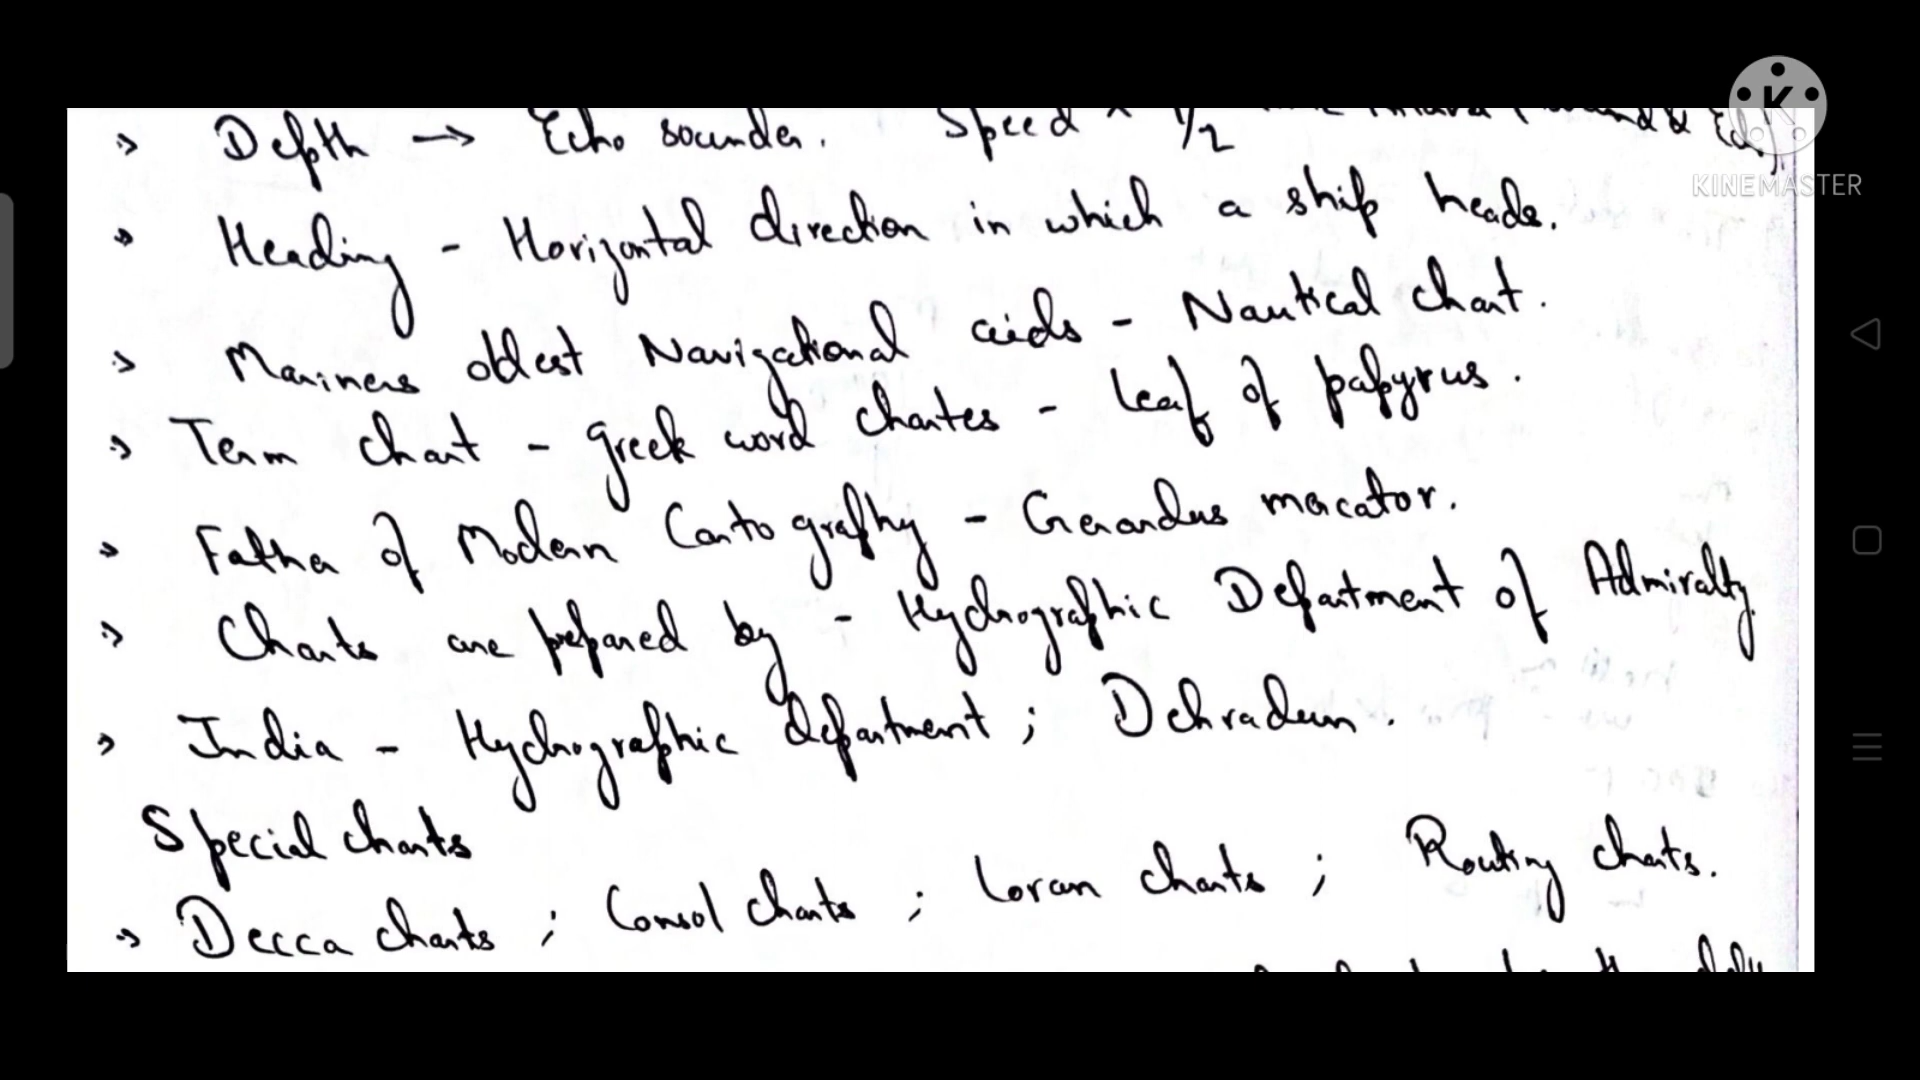 → Depth → Echo sounder. Speed × 1/2
K
KINEMASTER
→ Heading - Horizontal direction in which a ship heads.
→ Mariners oldest Navigational aids - Nautical chart.
→ Term chart - greek word chartes - leaf of papyrus.
→ Father of Modern Cartography - Gerardus mercator.
→ Charts are prepared by - Hydrographic Department of Admiralty.
→ India - Hydrographic department ; Dehradun.
Special charts
→ Decca charts ; Consol charts ; Loran charts ; Routing charts.